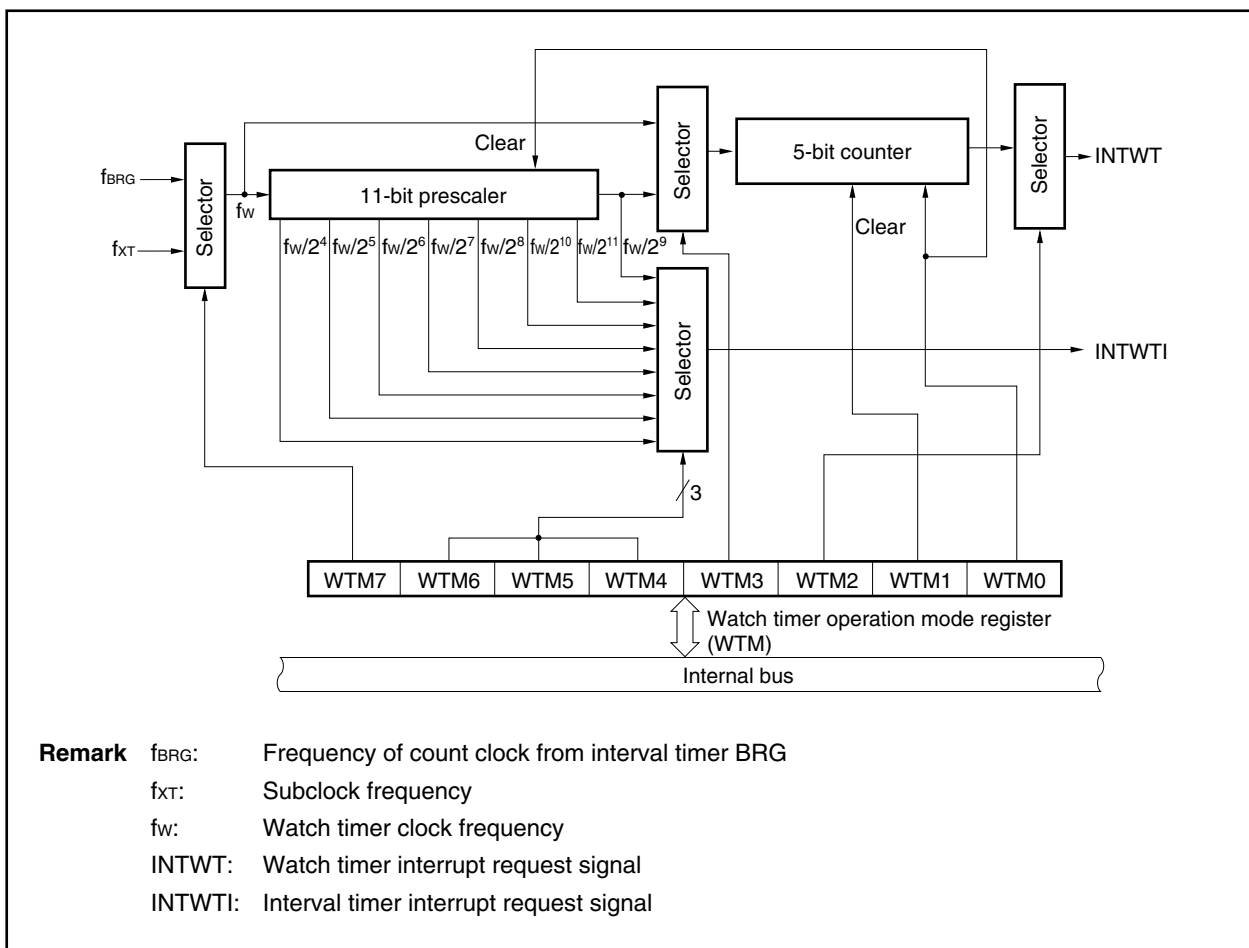 Clear
5-bit counter
Selector
Selector
Selector
INTWT
fBRG
fW
11-bit prescaler
Clear
fXT
fW/2⁴ fW/2⁵ fW/2⁶ fW/2⁷ fW/2⁸ fW/2¹⁰ fW/2¹¹ fW/2⁹
Selector
INTWTI
3
WTM7 WTM6 WTM5 WTM4 WTM3 WTM2 WTM1 WTM0
Watch timer operation mode register
(WTM)
Internal bus
Remark fBRG: Frequency of count clock from interval timer BRG
fXT: Subclock frequency
fW: Watch timer clock frequency
INTWT: Watch timer interrupt request signal
INTWTI: Interval timer interrupt request signal